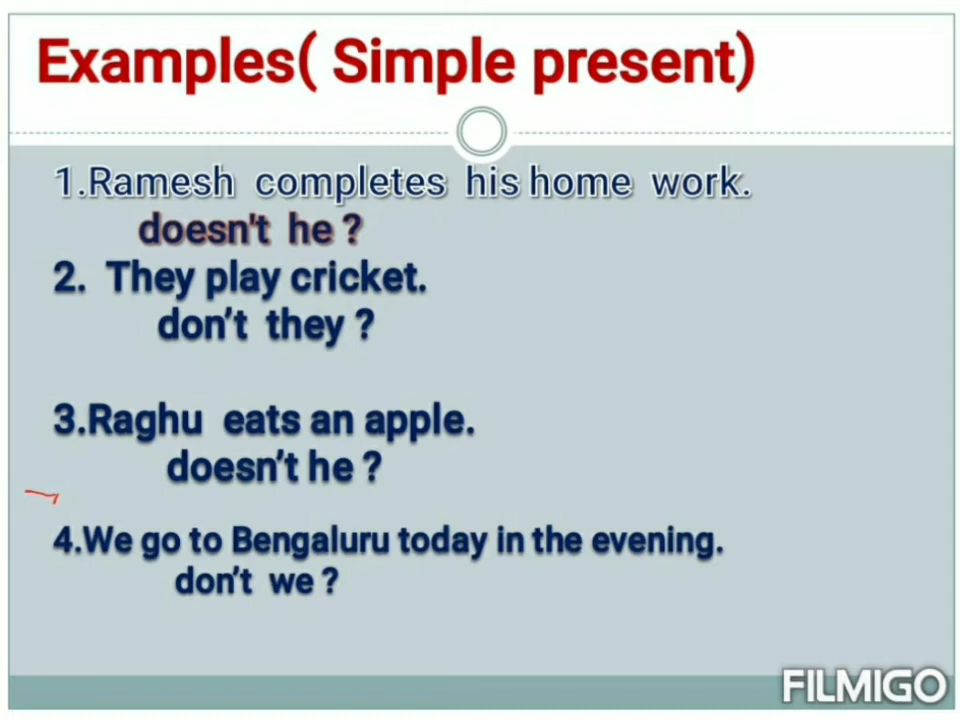 Examples( Simple present)
1.Ramesh completes his home work.
doesn't he ?
2. They play cricket.
don't they ?
3.Raghu eats an apple.
doesn't he ?
4.We go to Bengaluru today in the evening.
don't we ?
FILMIGO